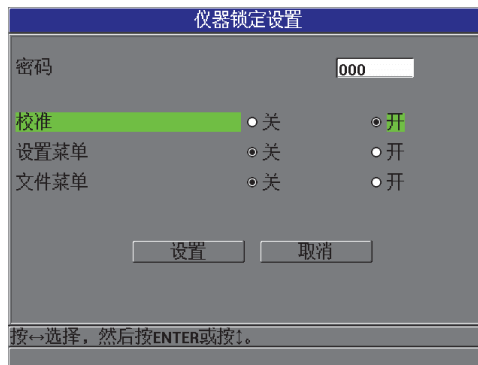 仪器锁定设置
密码 000
校准 关 开
设置菜单 关 开
文件菜单 关 开
设置 取消
按↔选择，然后按ENTER或按↕。